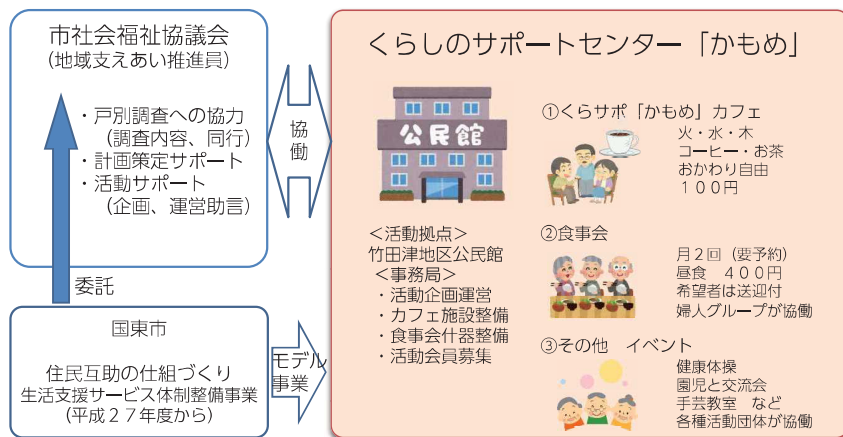 市社会福祉協議会
(地域支えあい推進員)
・戸別調査への協力
(調査内容、同行)
・計画策定サポート
・活動サポート
(企画、運営助言)
委託
国東市
住民互助の仕組づくり
生活支援サービス体制整備事業
(平成27年度から)
協働
モデル
事業
くらしのサポートセンター「かもめ」
公民館
<活動拠点>
竹田津地区公民館
<事務局>
・活動企画運営
・カフェ施設整備
・食事会什器整備
・活動会員募集
①くらサポ「かもめ」カフェ
火・水・木
コーヒー・お茶
おかわり自由
100円
②食事会
月2回(要予約)
昼食 400円
希望者は送迎付
婦人グループが協働
③その他 イベント
健康体操
園児と交流会
手芸教室 など
各種活動団体が協働